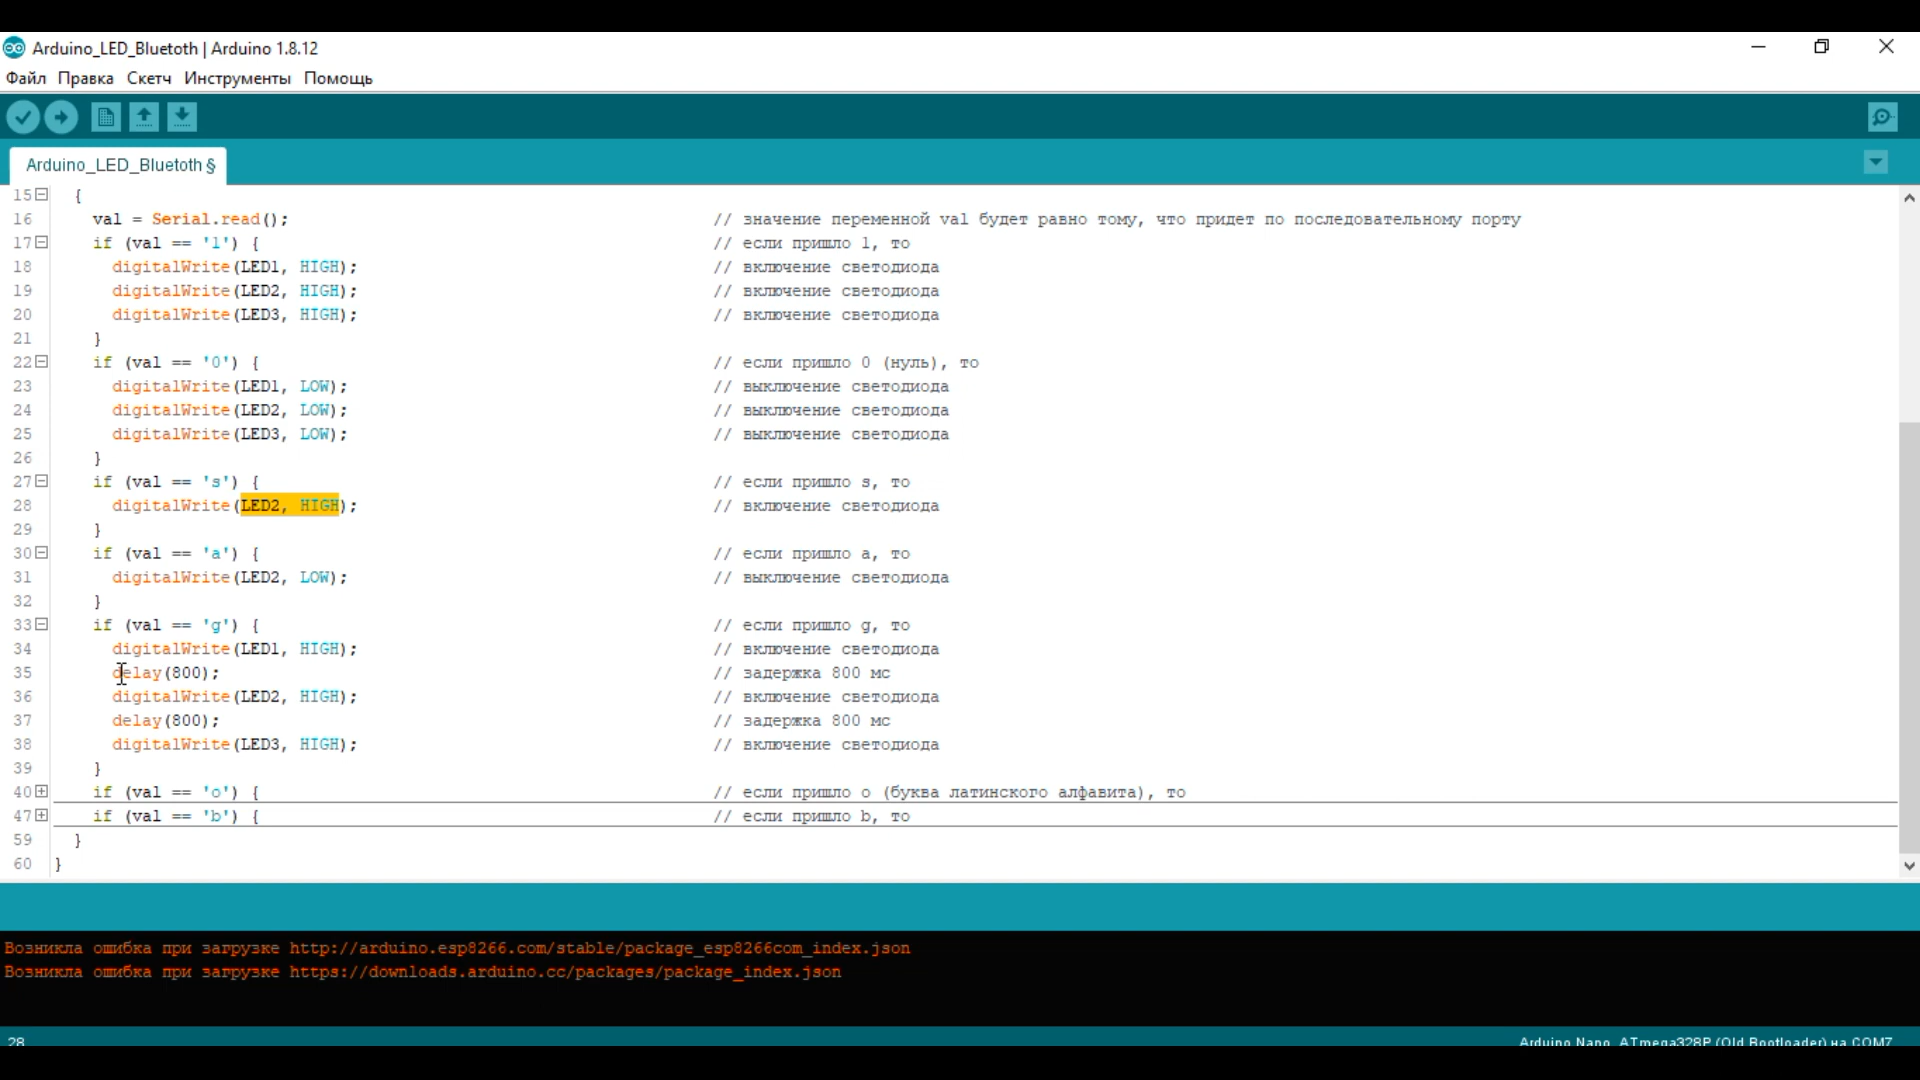 Arduino_LED_Bluetoth | Arduino 1.8.12
Файл Правка Скетч Инструменты Помощь
Arduino_LED_Bluetoth §
15 {
16 val = Serial.read(); // значение переменной val будет равно тому, что придет по последовательному порту
17 if (val == '1') { // если пришло 1, то
18 digitalWrite(LED1, HIGH); // включение светодиода
19 digitalWrite(LED2, HIGH); // включение светодиода
20 digitalWrite(LED3, HIGH); // включение светодиода
21 }
22 if (val == '0') { // если пришло 0 (нуль), то
23 digitalWrite(LED1, LOW); // выключение светодиода
24 digitalWrite(LED2, LOW); // выключение светодиода
25 digitalWrite(LED3, LOW); // выключение светодиода
26 }
27 if (val == 's') { // если пришло s, то
28 digitalWrite(LED2, HIGH); // включение светодиода
29 }
30 if (val == 'a') { // если пришло a, то
31 digitalWrite(LED2, LOW); // выключение светодиода
32 }
33 if (val == 'g') { // если пришло g, то
34 digitalWrite(LED1, HIGH); // включение светодиода
35 delay(800); // задержка 800 мс
36 digitalWrite(LED2, HIGH); // включение светодиода
37 delay(800); // задержка 800 мс
38 digitalWrite(LED3, HIGH); // включение светодиода
39 }
40 if (val == 'o') { // если пришло o (буква латинского алфавита), то
47 if (val == 'b') { // если пришло b, то
59 }
60 }
Возникла ошибка при загрузке http://arduino.esp8266.com/stable/package_esp8266com_index.json
Возникла ошибка при загрузке https://downloads.arduino.cc/packages/package_index.json
28 Arduino Nano, ATmega328P (Old Bootloader) на COM7